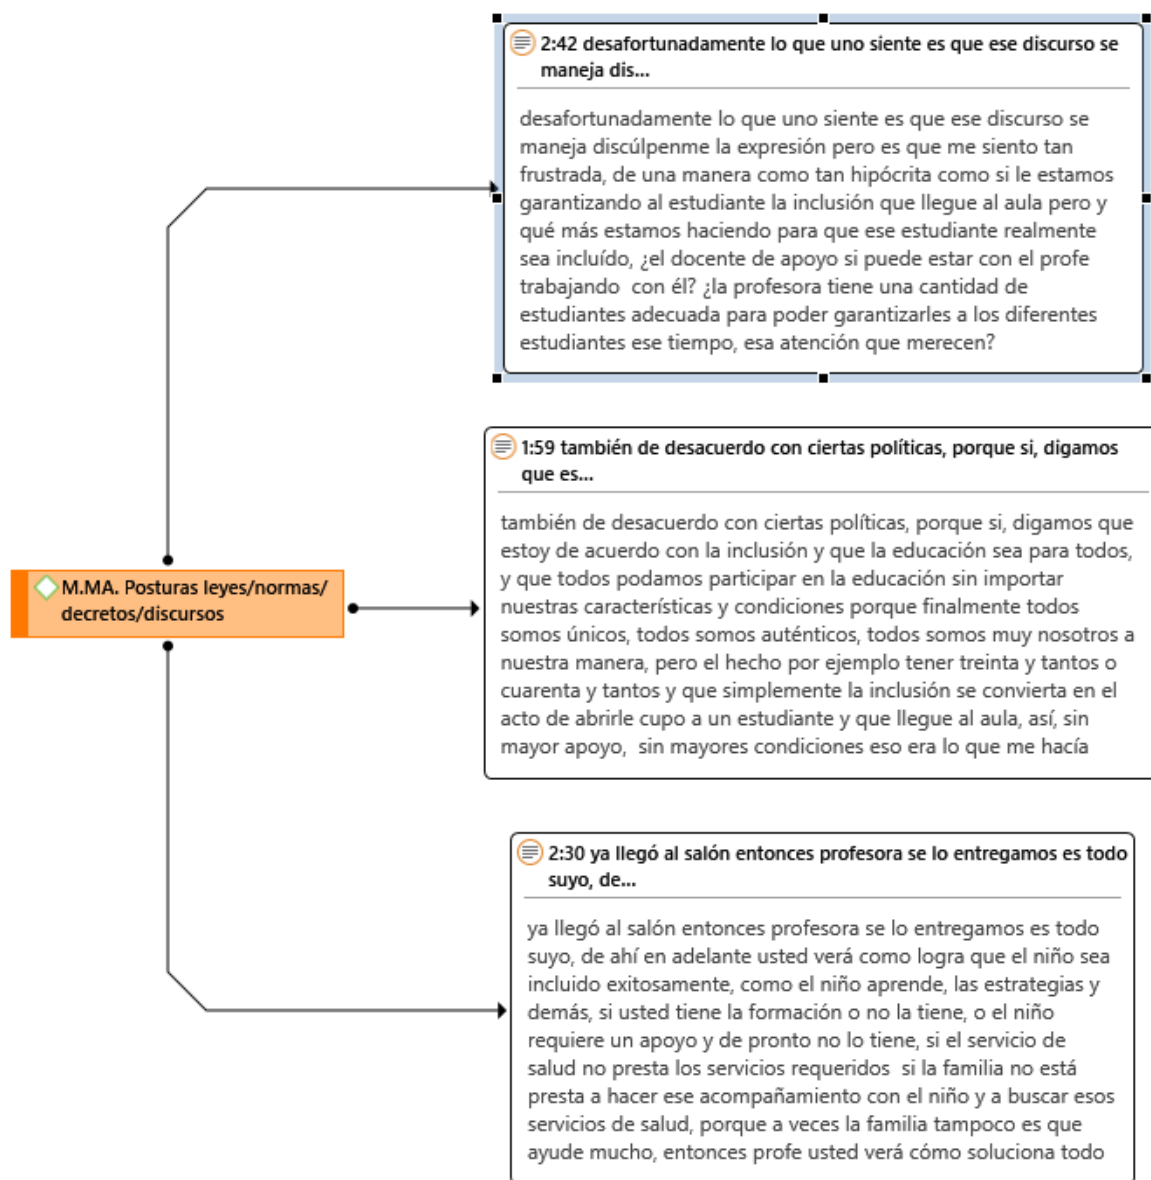 2:42 desafortunadamente lo que uno siente es que ese discurso se
maneja dis...
desafortunadamente lo que uno siente es que ese discurso se
maneja discúlpenme la expresión pero es que me siento tan
frustrada, de una manera como tan hipócrita como si le estamos
garantizando al estudiante la inclusión que llegue al aula pero y
qué más estamos haciendo para que ese estudiante realmente
sea incluído, ¿el docente de apoyo si puede estar con el profe
trabajando  con él? ¿la profesora tiene una cantidad de
estudiantes adecuada para poder garantizarles a los diferentes
estudiantes ese tiempo, esa atención que merecen?
1:59 también de desacuerdo con ciertas políticas, porque si, digamos
que es...
también de desacuerdo con ciertas políticas, porque si, digamos que
estoy de acuerdo con la inclusión y que la educación sea para todos,
y que todos podamos participar en la educación sin importar
nuestras características y condiciones porque finalmente todos
somos únicos, todos somos auténticos, todos somos muy nosotros a
nuestra manera, pero el hecho por ejemplo tener treinta y tantos o
cuarenta y tantos y que simplemente la inclusión se convierta en el
acto de abrirle cupo a un estudiante y que llegue al aula, así, sin
mayor apoyo,  sin mayores condiciones eso era lo que me hacía
M.MA. Posturas leyes/normas/
decretos/discursos
2:30 ya llegó al salón entonces profesora se lo entregamos es todo
suyo, de...
ya llegó al salón entonces profesora se lo entregamos es todo
suyo, de ahí en adelante usted verá como logra que el niño sea
incluido exitosamente, como el niño aprende, las estrategias y
demás, si usted tiene la formación o no la tiene, o el niño
requiere un apoyo y de pronto no lo tiene, si el servicio de
salud no presta los servicios requeridos  si la familia no está
presta a hacer ese acompañamiento con el niño y a buscar esos
servicios de salud, porque a veces la familia tampoco es que
ayude mucho, entonces profe usted verá cómo soluciona todo